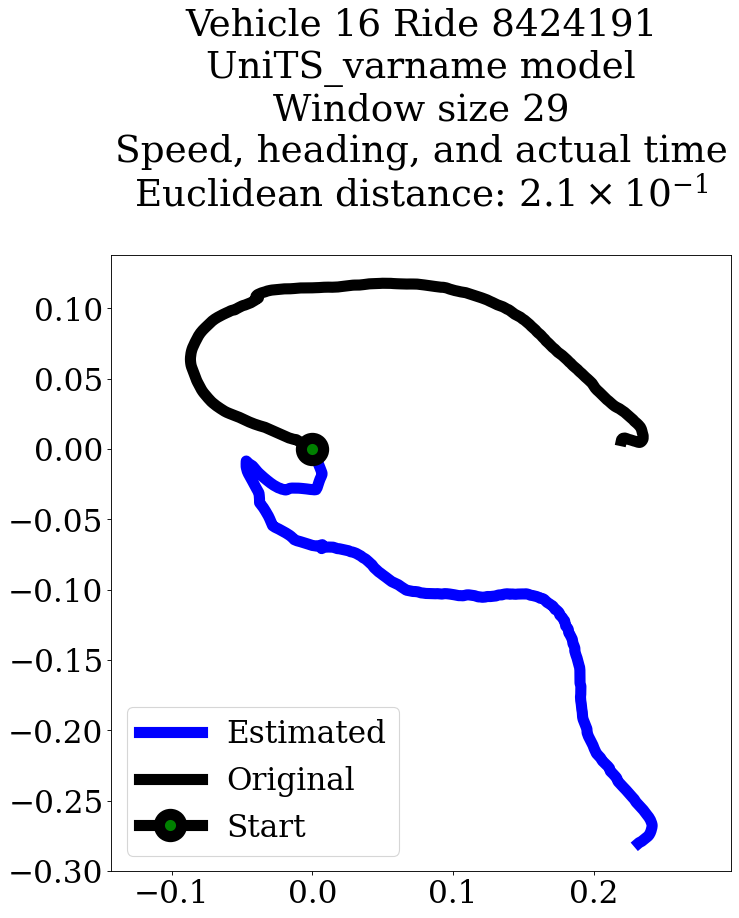 Vehicle 16 Ride 8424191
UniTS_varname model
Window size 29
Speed, heading, and actual time
Euclidean distance: 2.1 × 10⁻¹
0.10
0.05
0.00
−0.05
−0.10
−0.15
−0.20
−0.25
−0.30
Estimated
Original
Start
−0.1 0.0 0.1 0.2